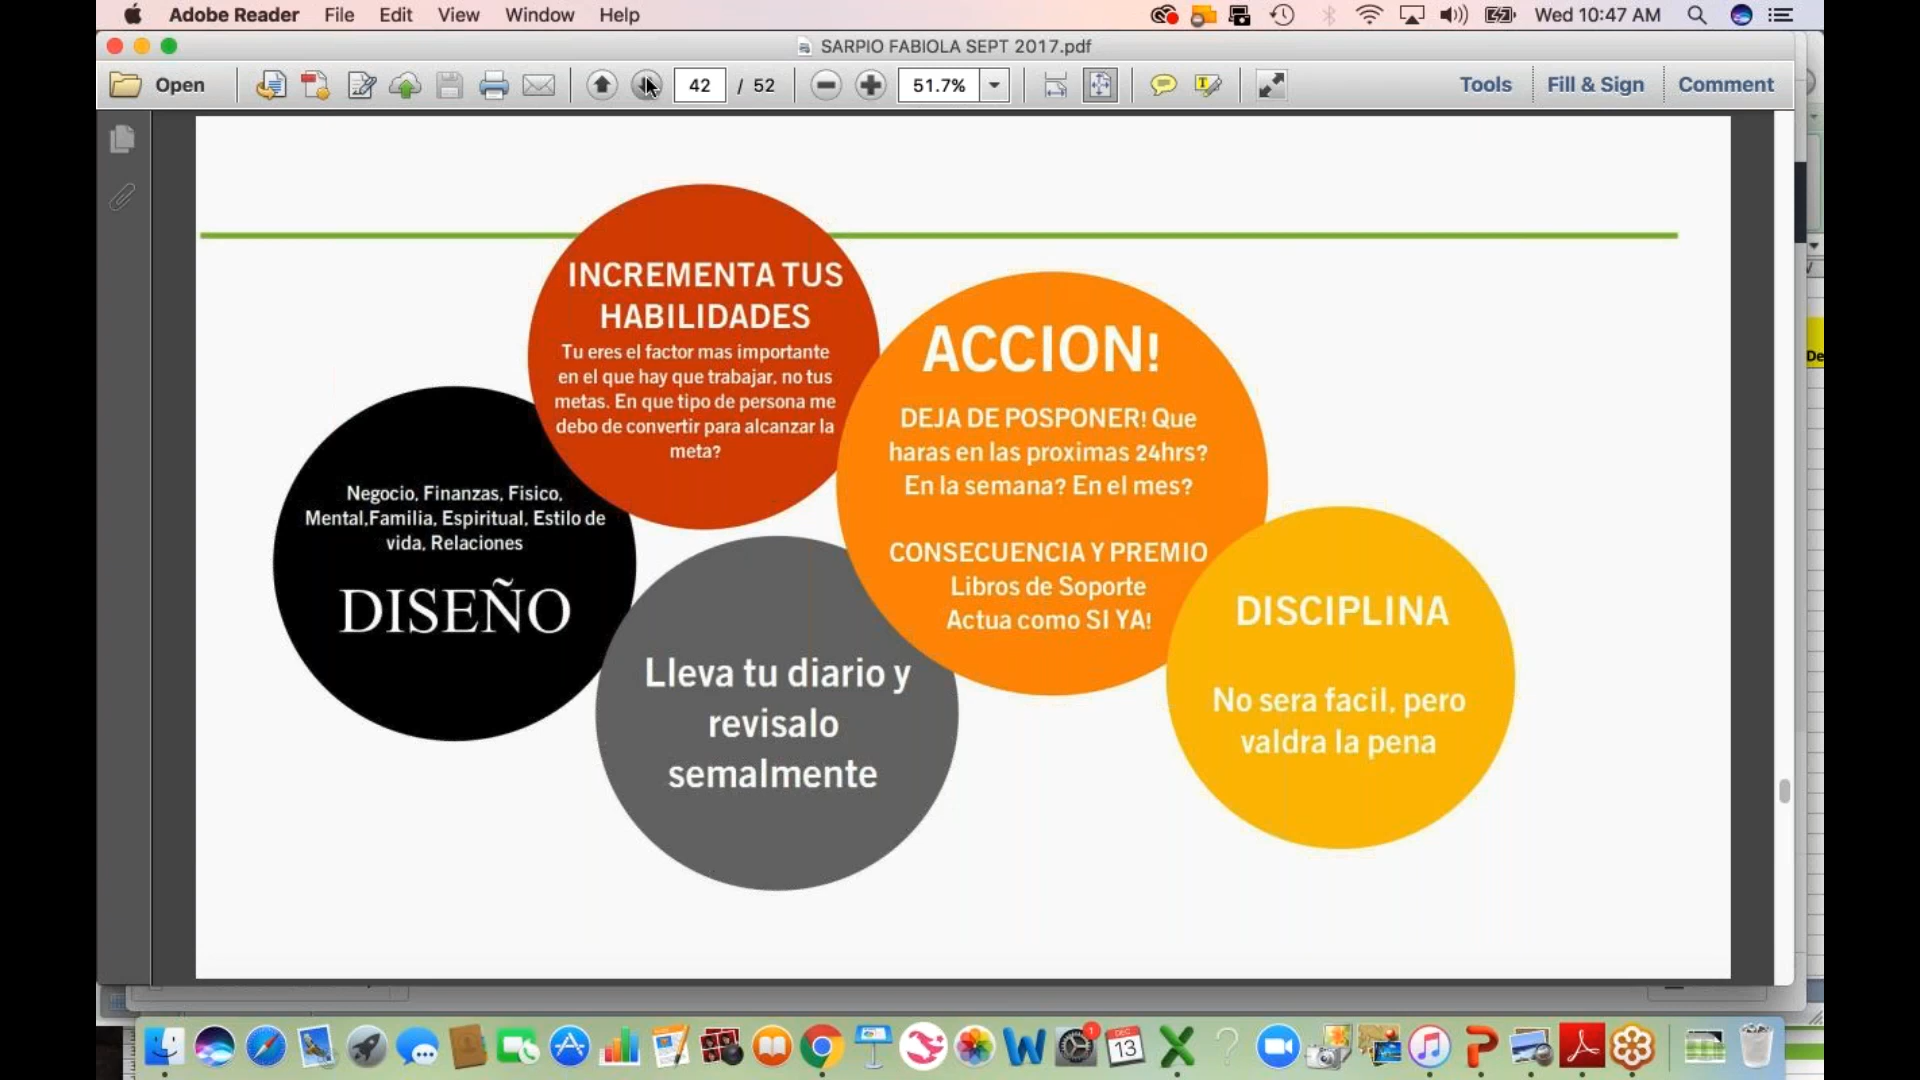 Adobe Reader File Edit View Window Help
Wed 10:47 AM
SARPIO FABIOLA SEPT 2017.pdf
Open
42 / 52
51.7%
Tools
Fill & Sign
Comment
INCREMENTA TUS
HABILIDADES
Tu eres el factor mas importante
en el que hay que trabajar, no tus
metas. En que tipo de persona me
debo de convertir para alcanzar la
meta?
ACCION!
DEJA DE POSPONER! Que
haras en las proximas 24hrs?
En la semana? En el mes?
CONSECUENCIA Y PREMIO
Libros de Soporte
Actua como SI YA!
Negocio, Finanzas, Fisico,
Mental,Familia, Espiritual, Estilo de
vida, Relaciones
DISEÑO
Lleva tu diario y
revisalo
semalmente
DISCIPLINA
No sera facil, pero
valdra la pena
De
DEC
13
1